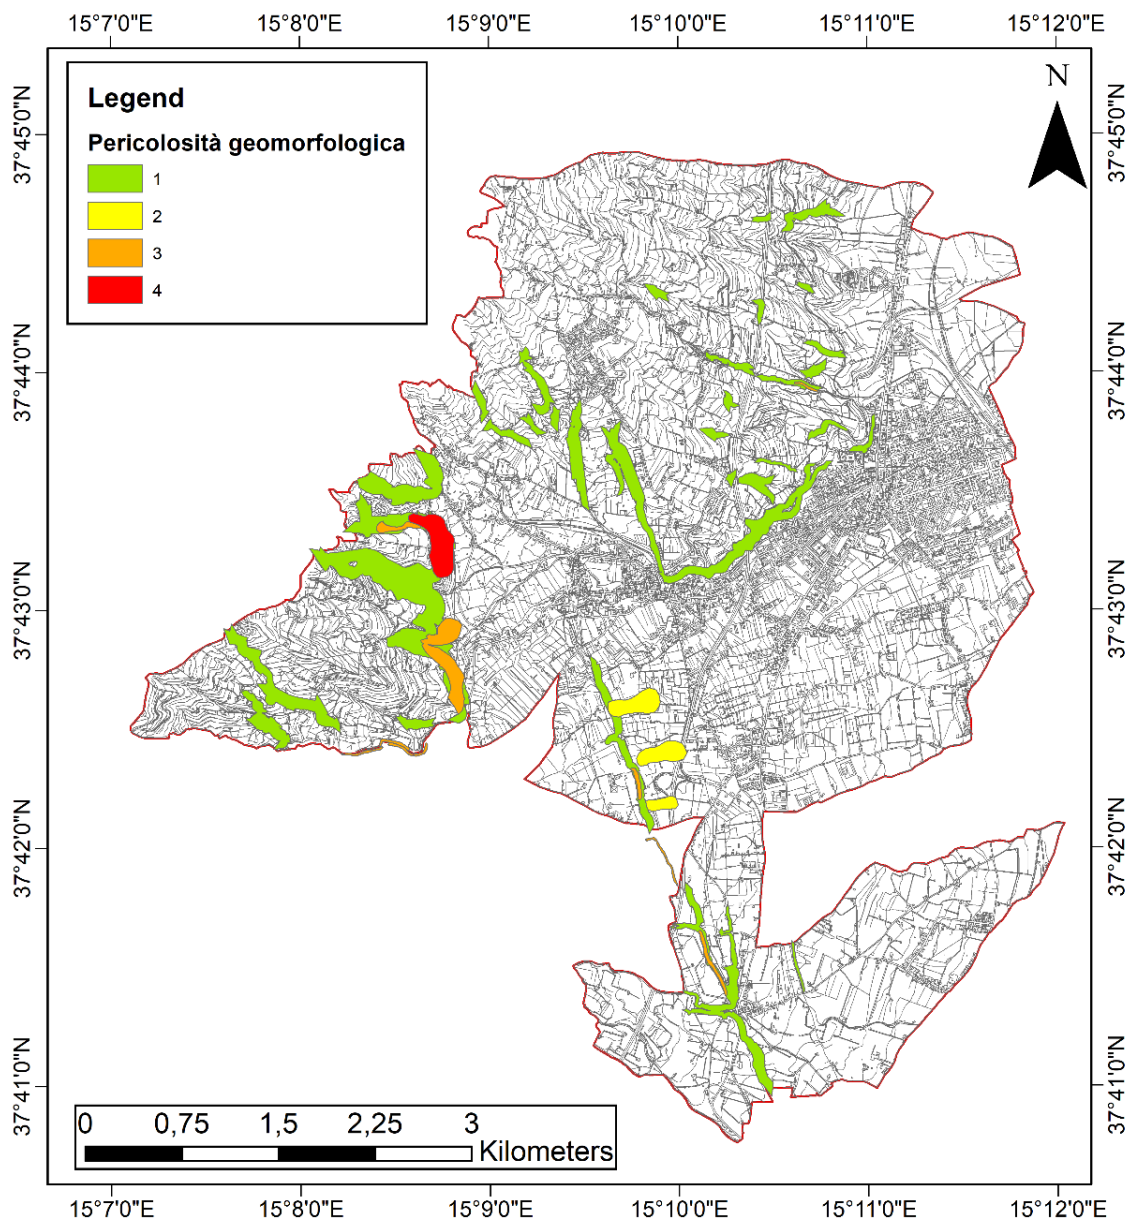 15°7'0"E 15°8'0"E 15°9'0"E 15°10'0"E 15°11'0"E 15°12'0"E
Legend
Pericolosità geomorfologica
1
2
3
4
N
37°45'0"N 37°45'0"N
37°44'0"N 37°44'0"N
37°43'0"N 37°43'0"N
37°42'0"N 37°42'0"N
37°41'0"N 37°41'0"N
0 0,75 1,5 2,25 3
Kilometers
15°7'0"E 15°8'0"E 15°9'0"E 15°10'0"E 15°11'0"E 15°12'0"E